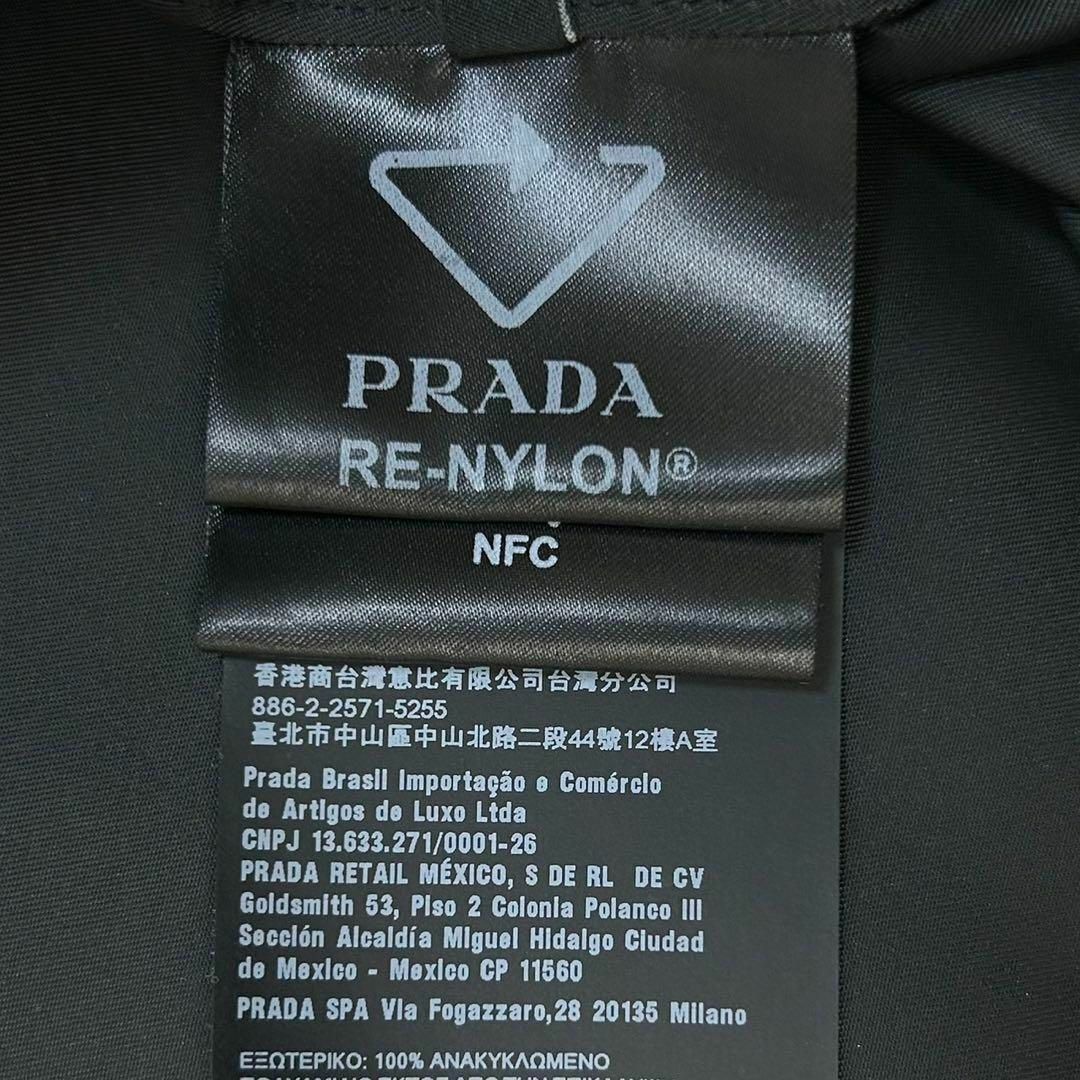 PRADA
RE-NYLON®
NFC
香港商台灣意比有限公司台灣分公司
886-2-2571-5255
臺北市中山區中山北路二段44號12樓A室
Prada Brasil Importação e Comércio
de Artigos de Luxo Ltda
CNPJ 13.633.271/0001-26
PRADA RETAIL MÉXICO, S DE RL DE CV
Goldsmith 53, Piso 2 Colonia Polanco III
Sección Alcaldía Miguel Hidalgo Ciudad
de Mexico - Mexico CP 11560
PRADA SPA Via Fogazzaro,28 20135 Milano
ΕΞΩΤΕΡΙΚΟ: 100% ΑΝΑΚΥΚΛΩΜΕΝΟ